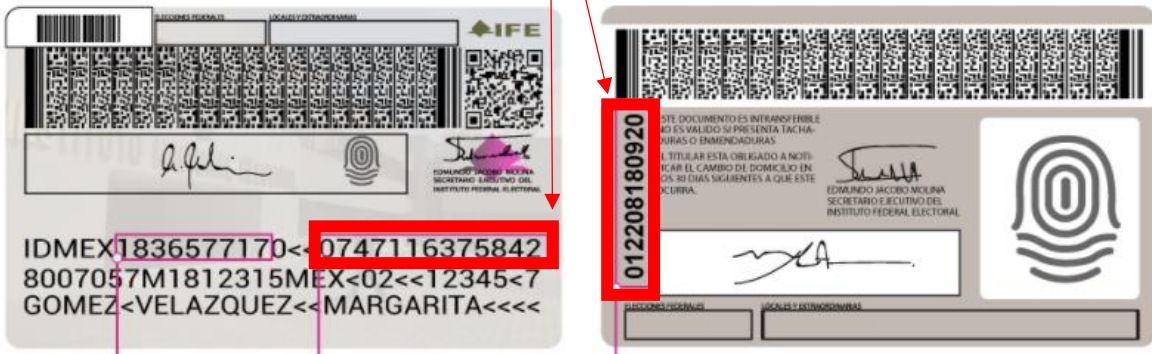 ELECCIONES FEDERALES
LOCALES Y EXTRAORDINARIAS
IFE
EDMUNDO JACOBO MOLINA
SECRETARIO EJECUTIVO DEL
INSTITUTO FEDERAL ELECTORAL
IDMEX1836577170<<0747116375842
8007057M1812315MEX<02<<12345<7
GOMEZ<VELAZQUEZ<<MARGARITA<<<<
012208180920
ESTE DOCUMENTO ES INTRANSFERIBLE
NO ES VALIDO SI PRESENTA TACHA-
DURAS O ENMENDADURAS
EL TITULAR ESTA OBLIGADO A NOTI-
FICAR EL CAMBIO DE DOMICILIO EN
LOS 30 DIAS SIGUIENTES A QUE ESTE
OCURRA.
EDMUNDO JACOBO MOLINA
SECRETARIO EJECUTIVO DEL
INSTITUTO FEDERAL ELECTORAL
ELECCIONES FEDERALES
LOCALES Y EXTRAORDINARIAS